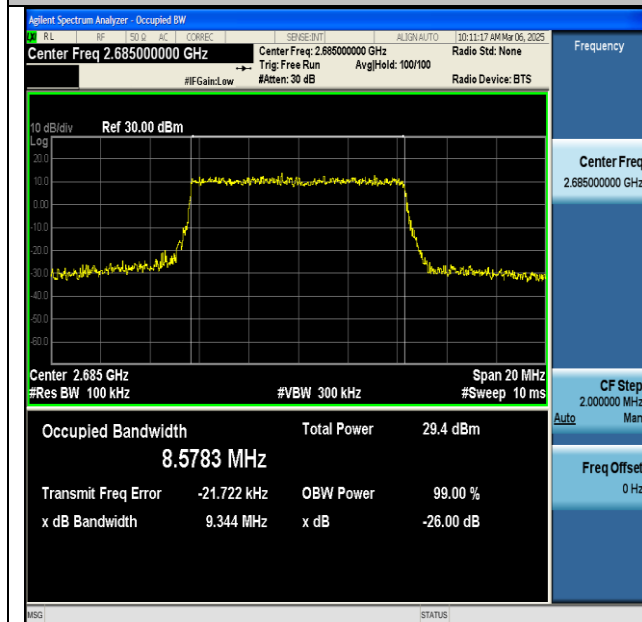 Agilent Spectrum Analyzer - Occupied BW
LXI RL RF 50 Ω AC CORREC SENSE:INT ALIGN AUTO 10:11:17 AM Mar 06, 2025
Center Freq 2.685000000 GHz Center Freq: 2.685000000 GHz Radio Std: None
Trig: Free Run Avg|Hold: 100/100
#IFGain:Low #Atten: 30 dB Radio Device: BTS
Frequency
10 dB/div Ref 30.00 dBm
Log
20.0
10.0
0.00
-10.0
-20.0
-30.0
-40.0
-50.0
-60.0
Center 2.685 GHz Span 20 MHz
#Res BW 100 kHz #VBW 300 kHz #Sweep 10 ms
Center Freq
2.685000000 GHz
CF Step
2.000000 MHz
Auto Man
Freq Offset
0 Hz
Occupied Bandwidth Total Power 29.4 dBm
8.5783 MHz
Transmit Freq Error -21.722 kHz OBW Power 99.00 %
x dB Bandwidth 9.344 MHz x dB -26.00 dB
MSG STATUS